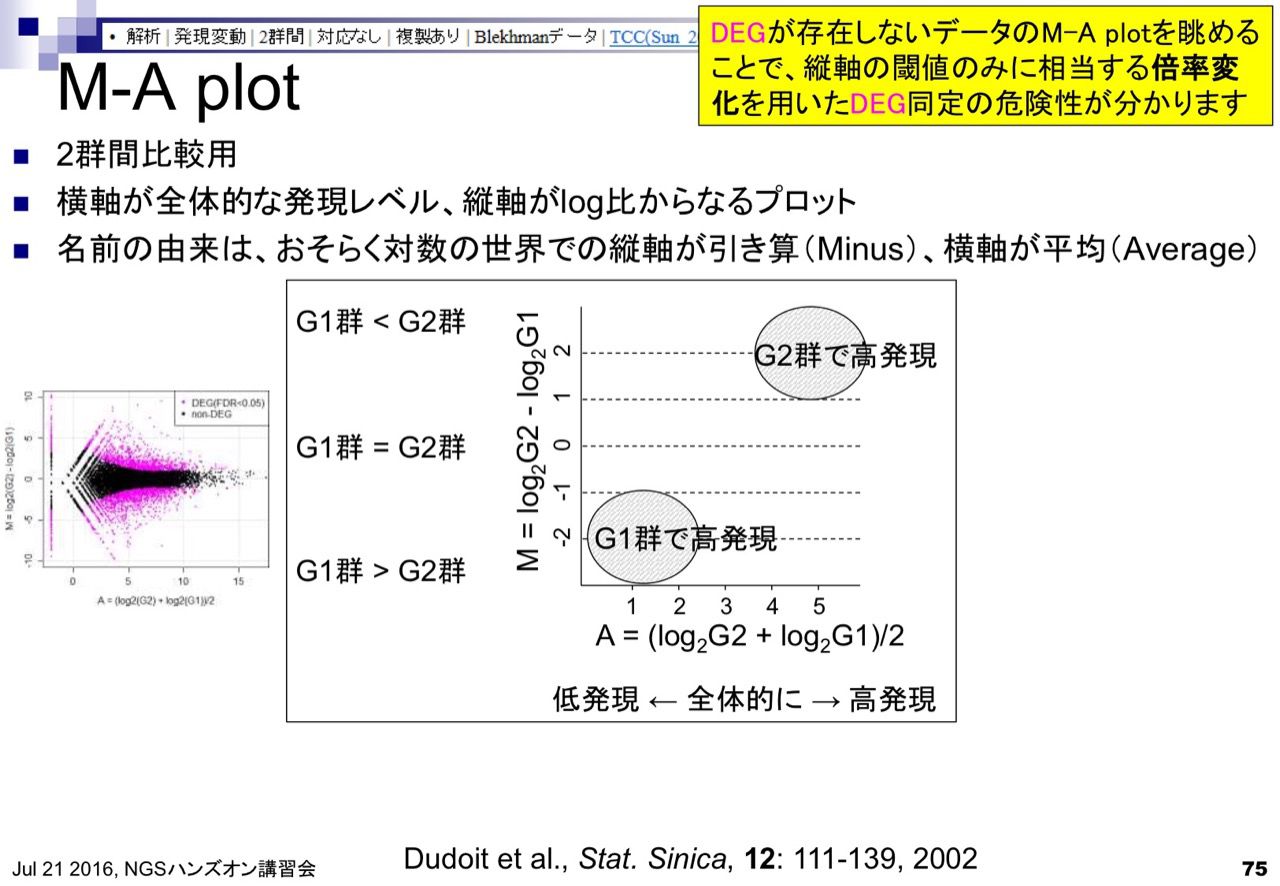 • 解析 | 発現変動 | 2群間 | 対応なし | 複製あり | Blekhmanデータ | TCC(Sun_2
DEGが存在しないデータのM-A plotを眺める
ことで、縦軸の閾値のみに相当する倍率変
化を用いたDEG同定の危険性が分かります
M-A plot
2群間比較用
横軸が全体的な発現レベル、縦軸がlog比からなるプロット
名前の由来は、おそらく対数の世界での縦軸が引き算（Minus）、横軸が平均（Average）
DEG(FDR<0.05)
non-DEG
M = log2(G2) - log2(G1)
10
5
0
-5
-10
0 5 10 15
A = (log2(G2) + log2(G1))/2
G1群 < G2群
G1群 = G2群
G1群 > G2群
M = log₂G2 - log₂G1
2
1
0
-1
-2
G2群で高発現
G1群で高発現
1 2 3 4 5
A = (log₂G2 + log₂G1)/2
低発現 ← 全体的に → 高発現
Dudoit et al., Stat. Sinica, 12: 111-139, 2002
Jul 21 2016, NGSハンズオン講習会
75